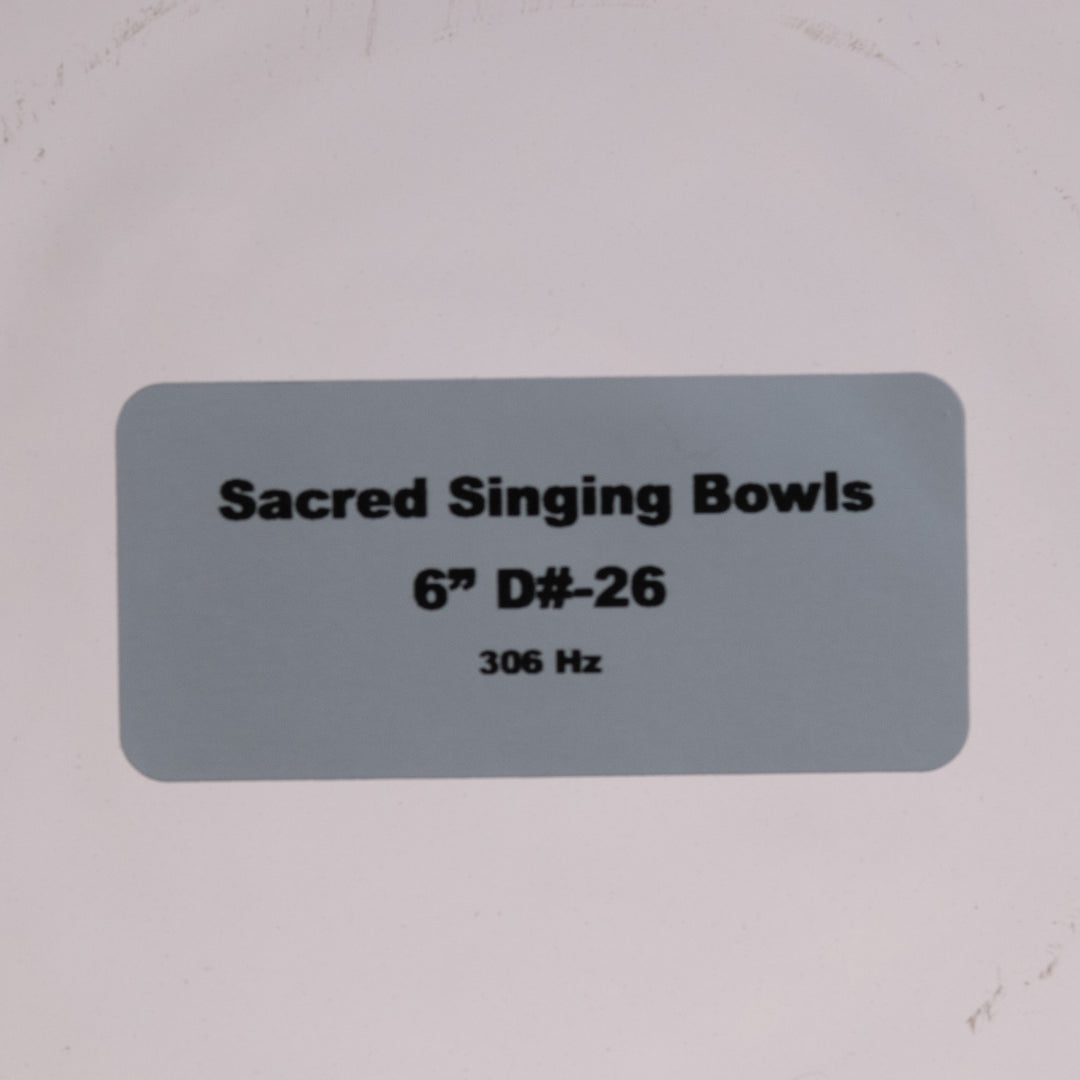 Sacred Singing Bowls
6” D#-26
306 Hz